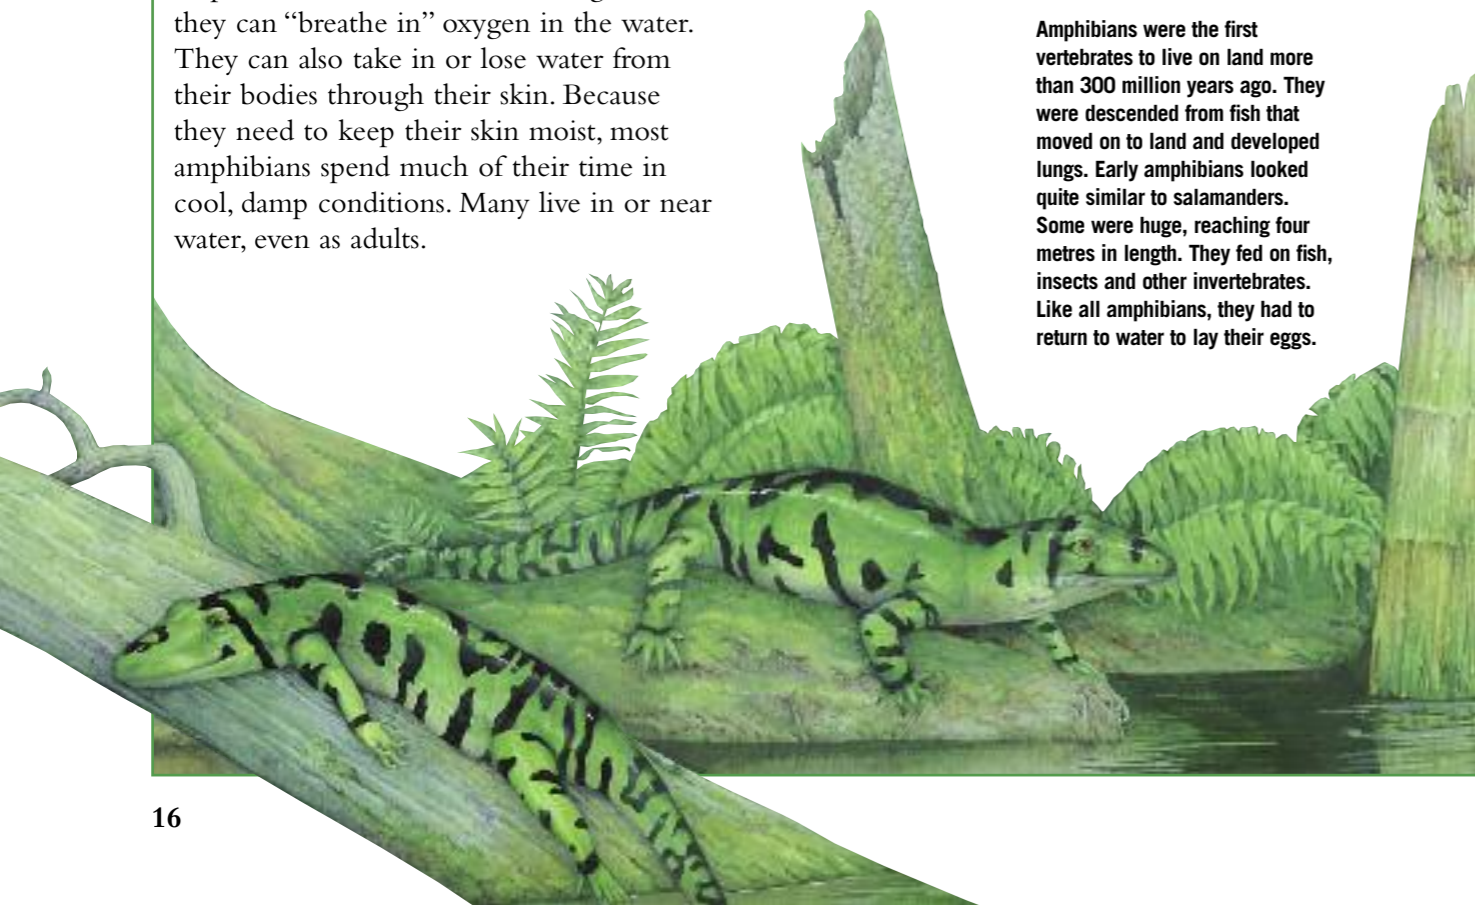 they can “breathe in” oxygen in the water.
They can also take in or lose water from
their bodies through their skin. Because
they need to keep their skin moist, most
amphibians spend much of their time in
cool, damp conditions. Many live in or near
water, even as adults.
Amphibians were the first
vertebrates to live on land more
than 300 million years ago. They
were descended from fish that
moved on to land and developed
lungs. Early amphibians looked
quite similar to salamanders.
Some were huge, reaching four
metres in length. They fed on fish,
insects and other invertebrates.
Like all amphibians, they had to
return to water to lay their eggs.
16